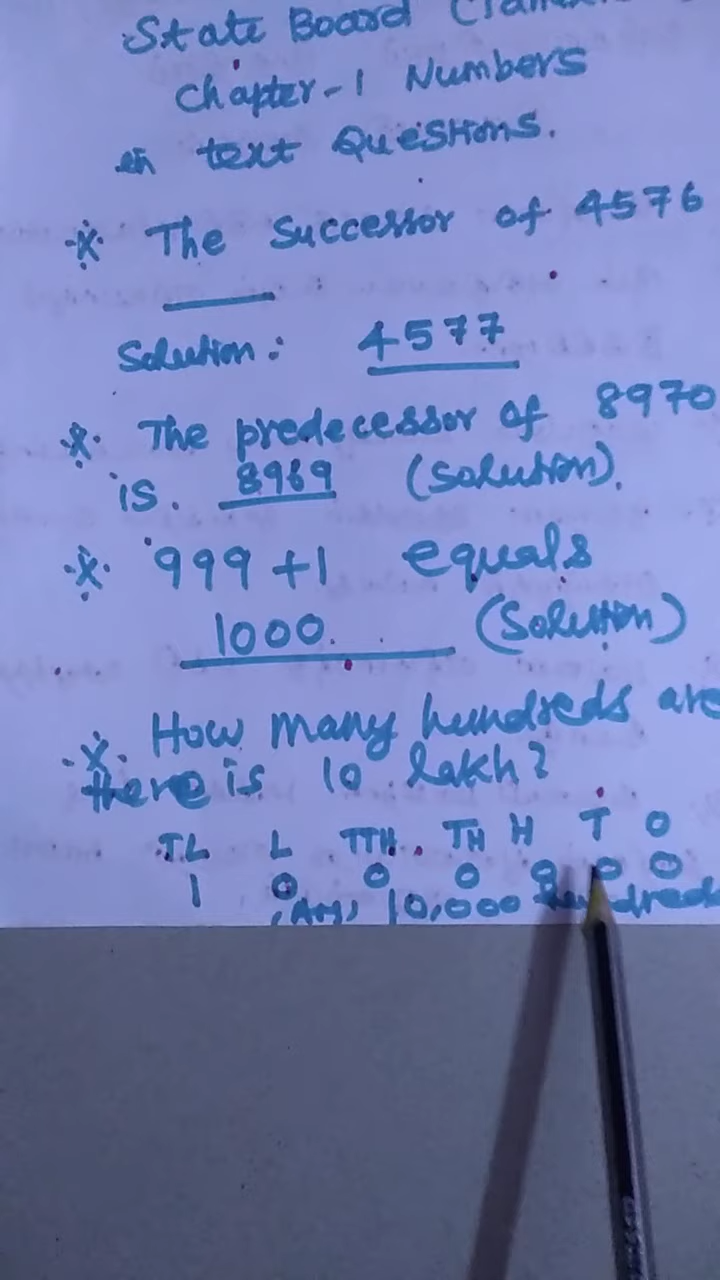 State Board
Chapter-1 Numbers
in text Questions.
The Successor of 4576
Solution: 4577
The predecessor of 8970
is. 8969 (solution).
999 +1 equals
1000 (Solution)
How many hundreds are
there is 10 lakh?
TL L TTH. TH H T O
1 0 0 0 0 0 0
Ans, 10,000 hundreds